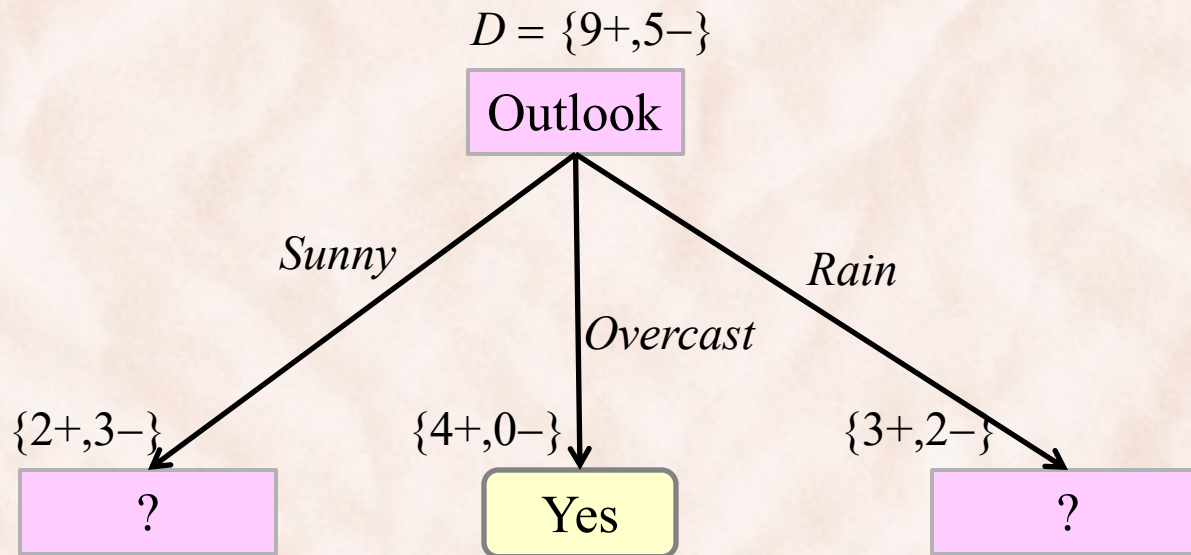 D = {9+,5−}
Outlook
Sunny
Rain
Overcast
{2+,3−}
{4+,0−}
{3+,2−}
?
Yes
?